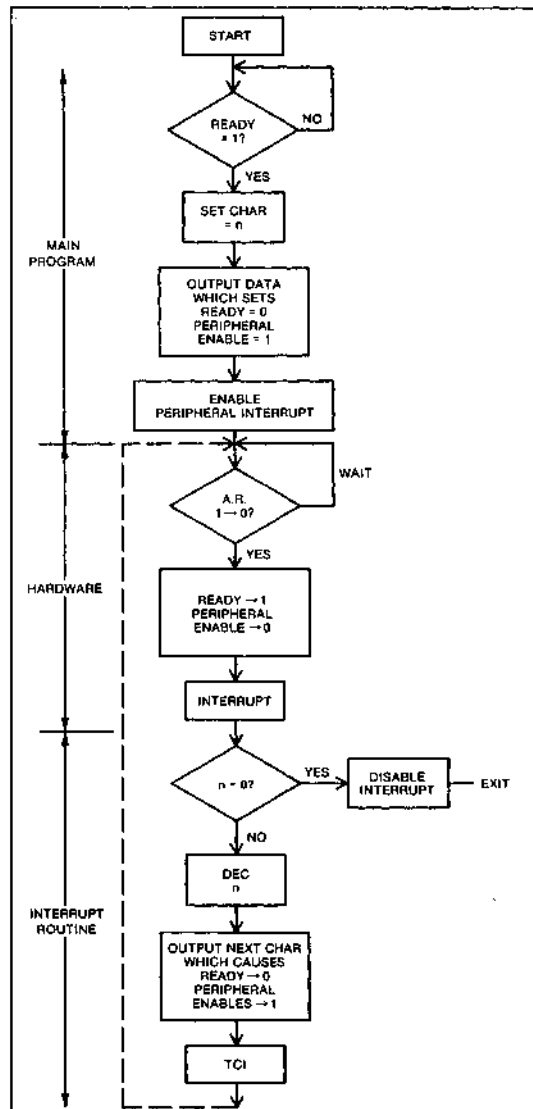 START
READY
= 1?
NO
YES
SET CHAR
= n
MAIN
PROGRAM
OUTPUT DATA
WHICH SETS
READY = 0
PERIPHERAL
ENABLE = 1
ENABLE
PERIPHERAL INTERRUPT
WAIT
A.R.
1 → 0?
YES
HARDWARE
READY → 1
PERIPHERAL
ENABLE → 0
INTERRUPT
n = 0?
YES
DISABLE
INTERRUPT
EXIT
NO
DEC
n
INTERRUPT
ROUTINE
OUTPUT NEXT CHAR
WHICH CAUSES
READY → 0
PERIPHERAL
ENABLES → 1
TCI